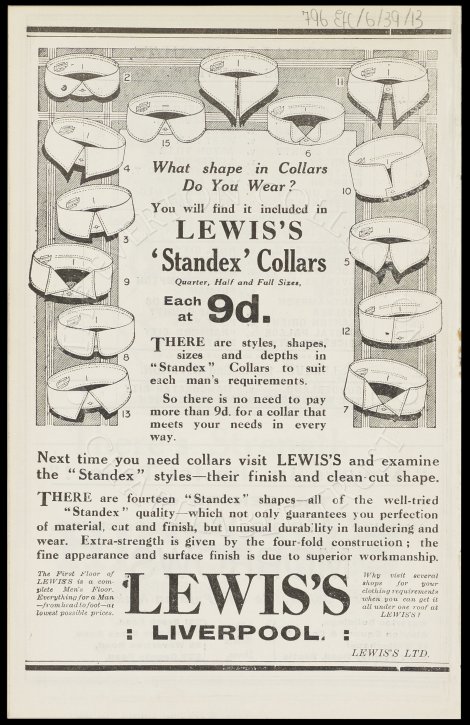 796 EFC/6/39/13
2
15
6
11
4
10
3
5
9
12
8
13
7
What shape in Collars
Do You Wear?
You will find it included in
LEWIS'S
'Standex' Collars
Quarter, Half and Full Sizes,
Each
at 9d.
THERE are styles, shapes,
sizes and depths in
"Standex" Collars to suit
each man's requirements.
So there is no need to pay
more than 9d. for a collar that
meets your needs in every
way.
Next time you need collars visit LEWIS'S and examine
the "Standex" styles—their finish and clean-cut shape.
THERE are fourteen "Standex" shapes—all of the well-tried
"Standex" quality—which not only guarantees you perfection
of material, cut and finish, but unusual durability in laundering and
wear. Extra-strength is given by the four-fold construction; the
fine appearance and surface finish is due to superior workmanship.
The First Floor of
LEWIS'S is a com-
plete Men's Floor.
Everything for a Man
—from head to foot—at
lowest possible prices.
LEWIS'S
: LIVERPOOL. :
Why visit several
shops for your
clothing requirements
when you can get it
all under one roof at
LEWIS'S?
LEWIS'S LTD.